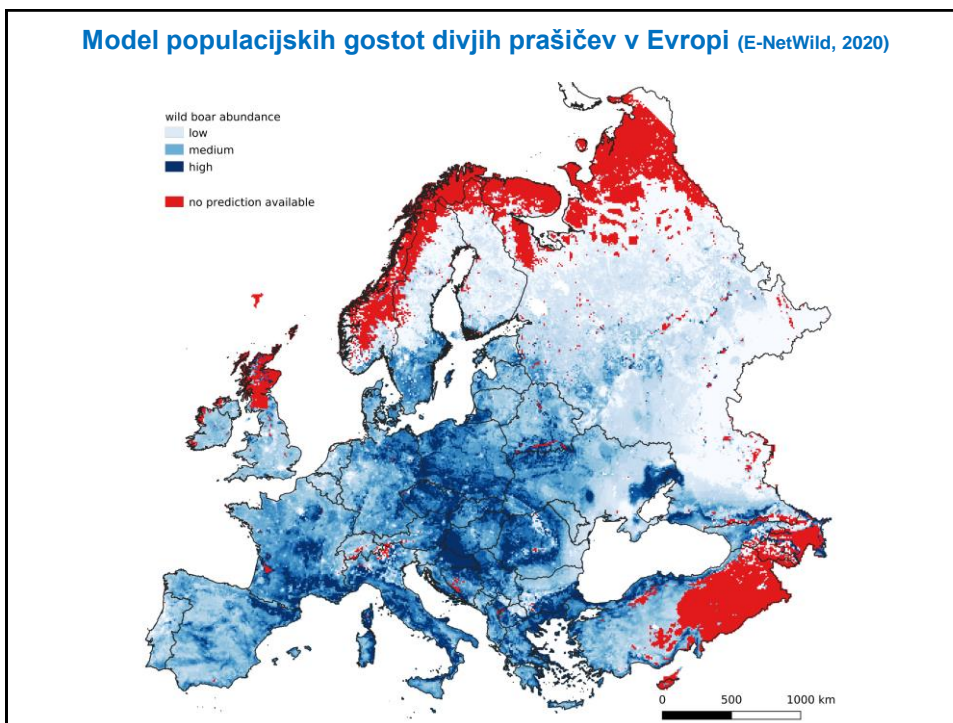 Model populacijskih gostot divjih prašičev v Evropi (E-NetWild, 2020)
wild boar abundance
low
medium
high
no prediction available
0 500 1000 km